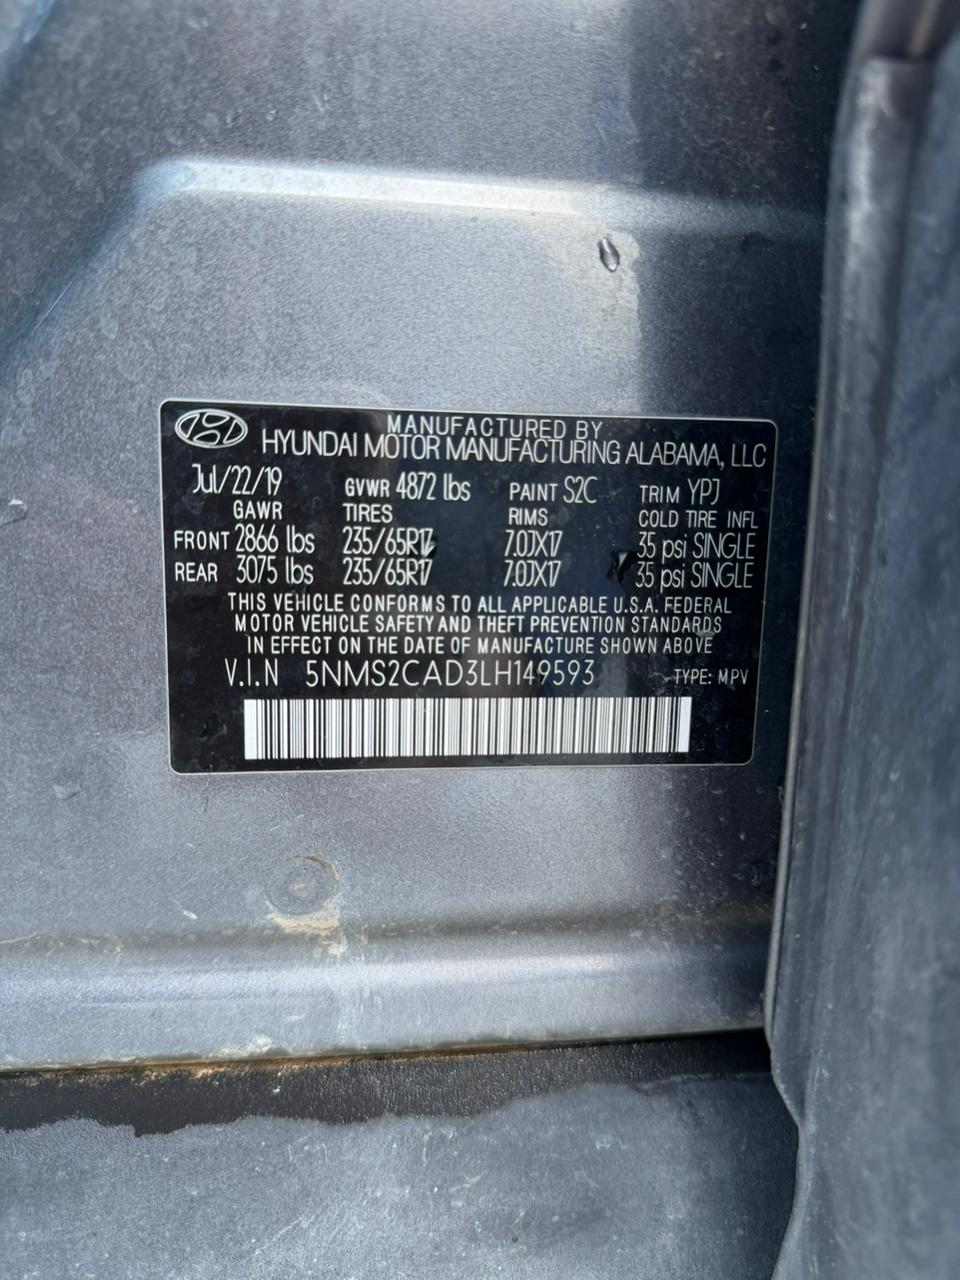 MANUFACTURED BY
HYUNDAI MOTOR MANUFACTURING ALABAMA, LLC
Jul/22/19 GVWR 4872 lbs PAINT S2C TRIM YPJ
GAWR TIRES RIMS COLD TIRE INFL
FRONT 2866 lbs 235/65R17 7.0JX17 35 psi SINGLE
REAR 3075 lbs 235/65R17 7.0JX17 35 psi SINGLE
THIS VEHICLE CONFORMS TO ALL APPLICABLE U.S.A. FEDERAL
MOTOR VEHICLE SAFETY AND THEFT PREVENTION STANDARDS
IN EFFECT ON THE DATE OF MANUFACTURE SHOWN ABOVE
V.I.N 5NMS2CAD3LH149593 TYPE: MPV